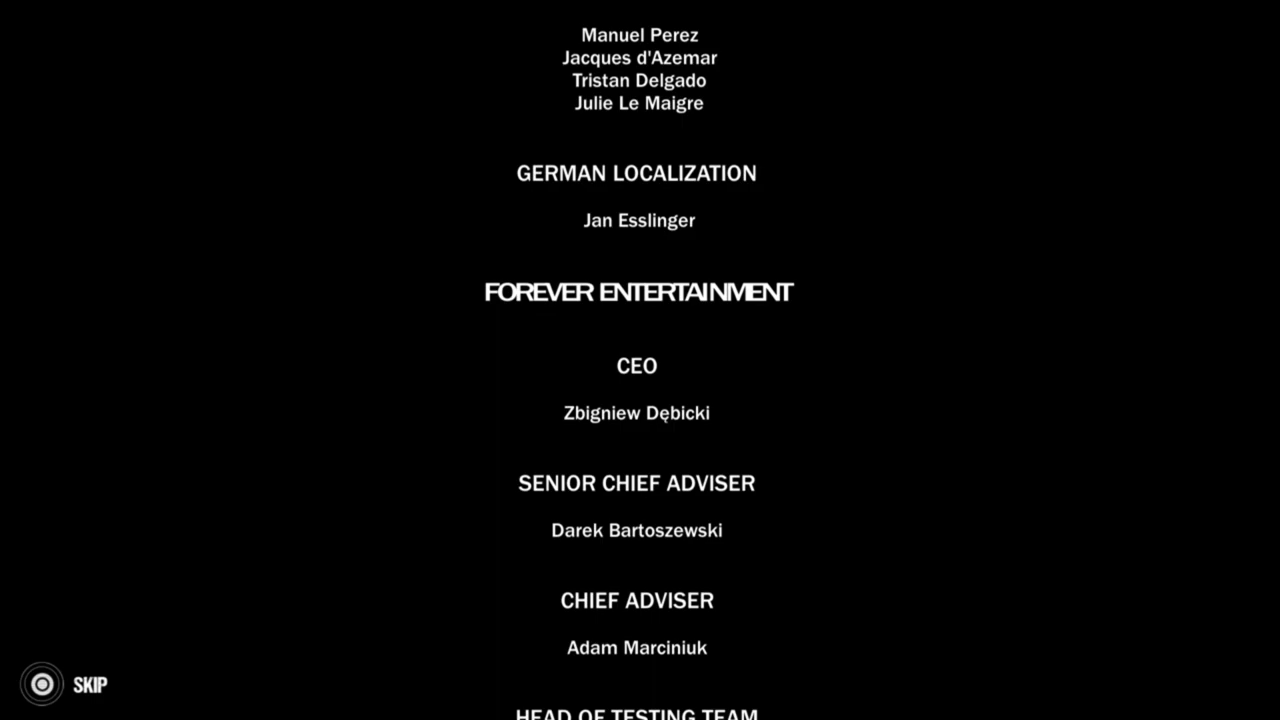 Manuel Perez
Jacques d'Azemar
Tristan Delgado
Julie Le Maigre
GERMAN LOCALIZATION
Jan Esslinger
FOREVER ENTERTAINMENT
CEO
Zbigniew Dębicki
SENIOR CHIEF ADVISER
Darek Bartoszewski
CHIEF ADVISER
Adam Marciniuk
SKIP
HEAD OF TESTING TEAM